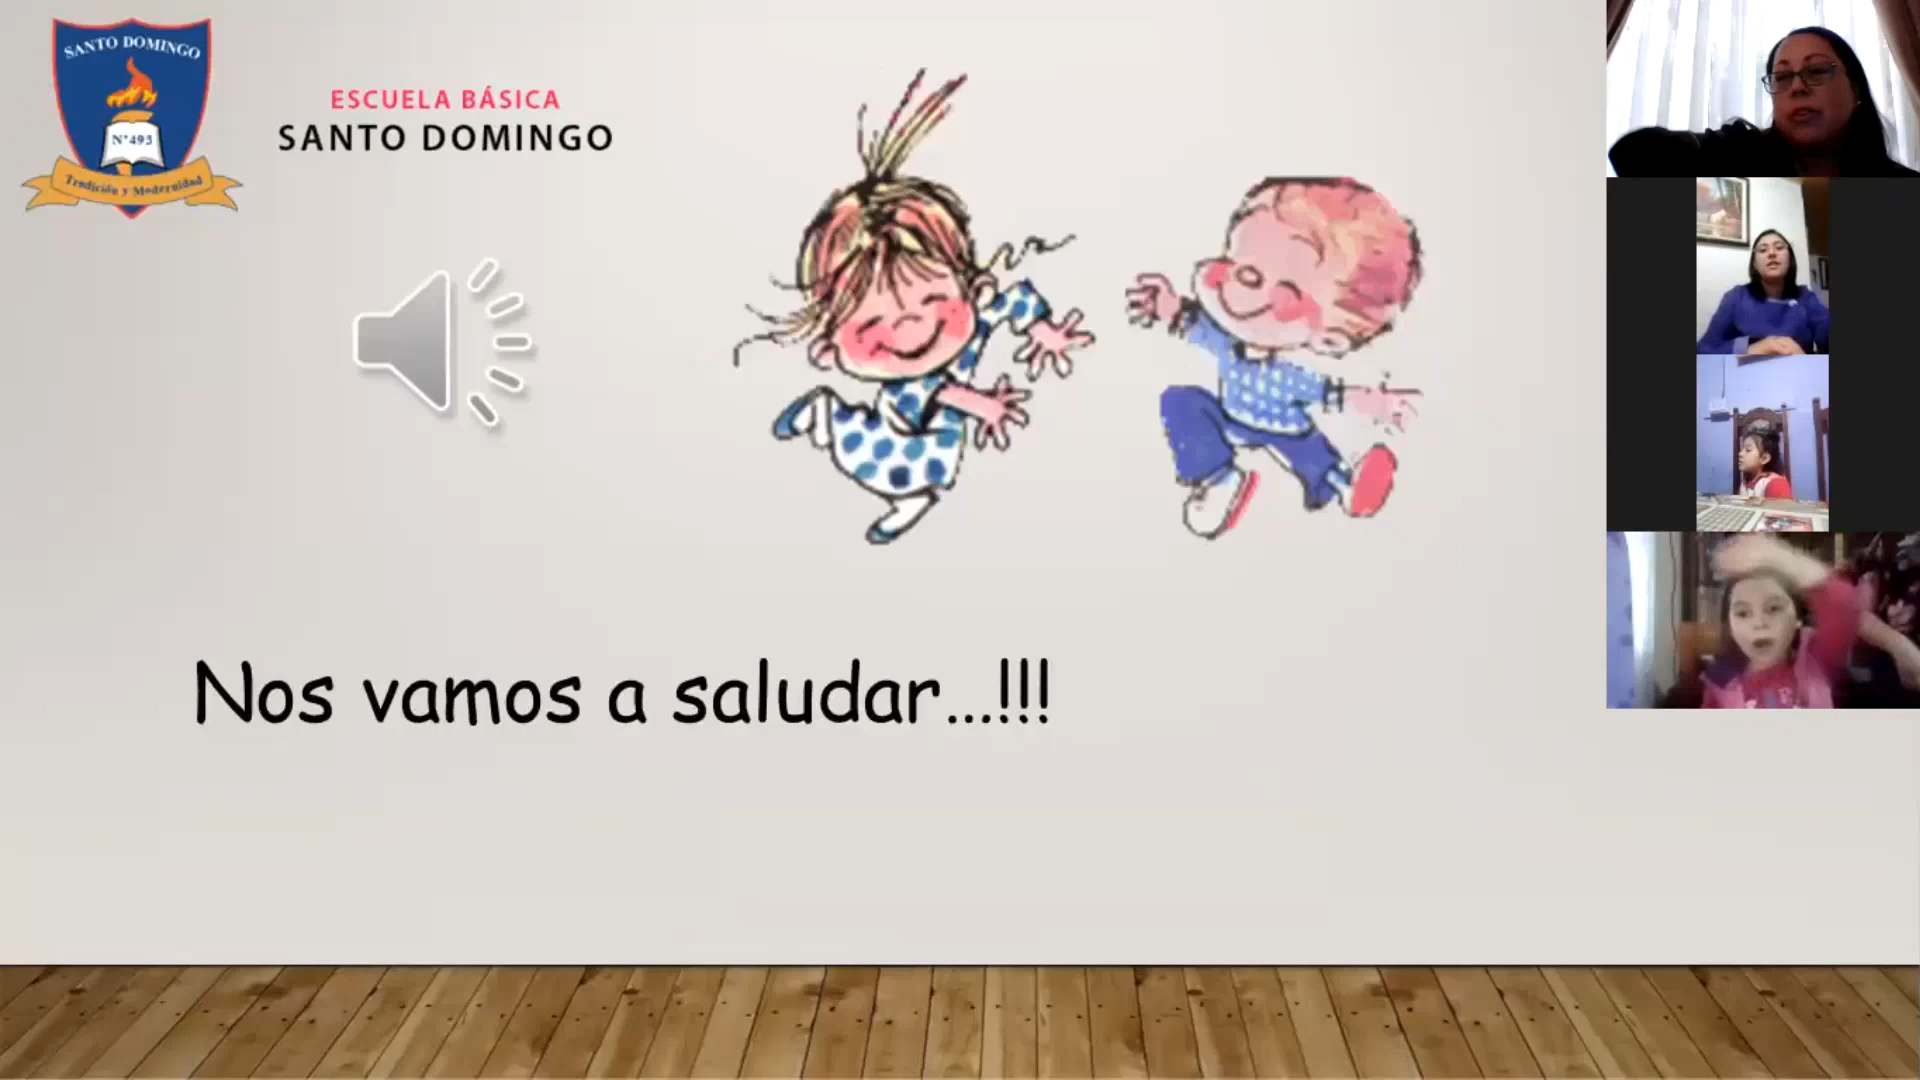 SANTO DOMINGO
N°493
Tradición y Modernidad
ESCUELA BÁSICA
SANTO DOMINGO
Nos vamos a saludar...!!!